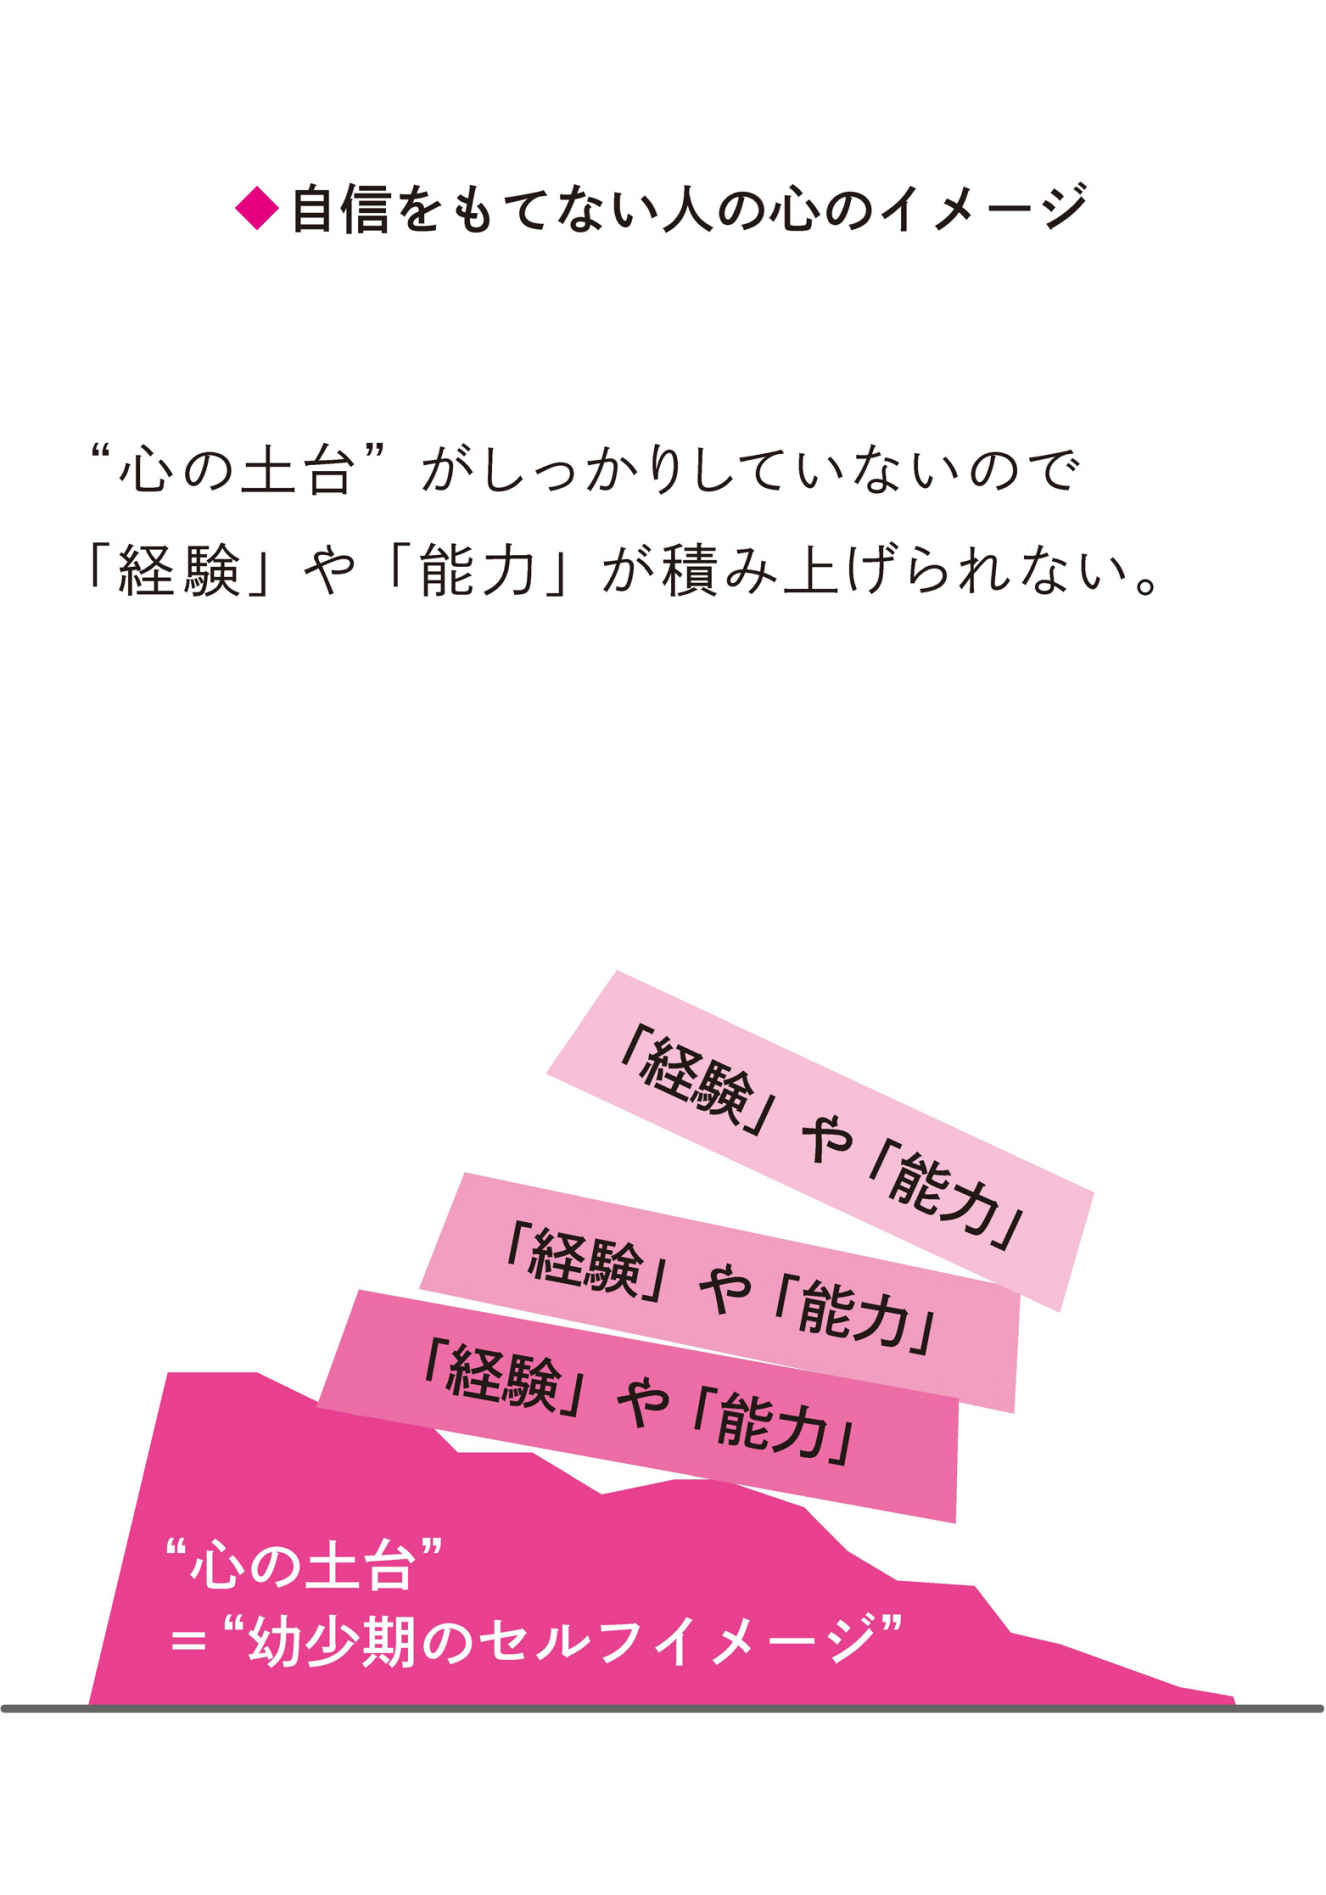 ◆自信をもてない人の心のイメージ
“心の土台”がしっかりしていないので
「経験」や「能力」が積み上げられない。
「経験」や「能力」
「経験」や「能力」
「経験」や「能力」
“心の土台”
＝“幼少期のセルフイメージ”